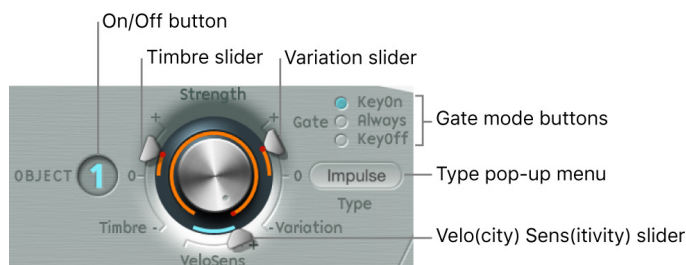 On/Off button
Timbre slider
Variation slider
Strength
+
+
KeyOn
Gate
Always
KeyOff
Gate mode buttons
OBJECT
1
0
0
Impulse
Type pop-up menu
Type
Timbre -
- Variation
+
VeloSens
Velo(city) Sens(itivity) slider